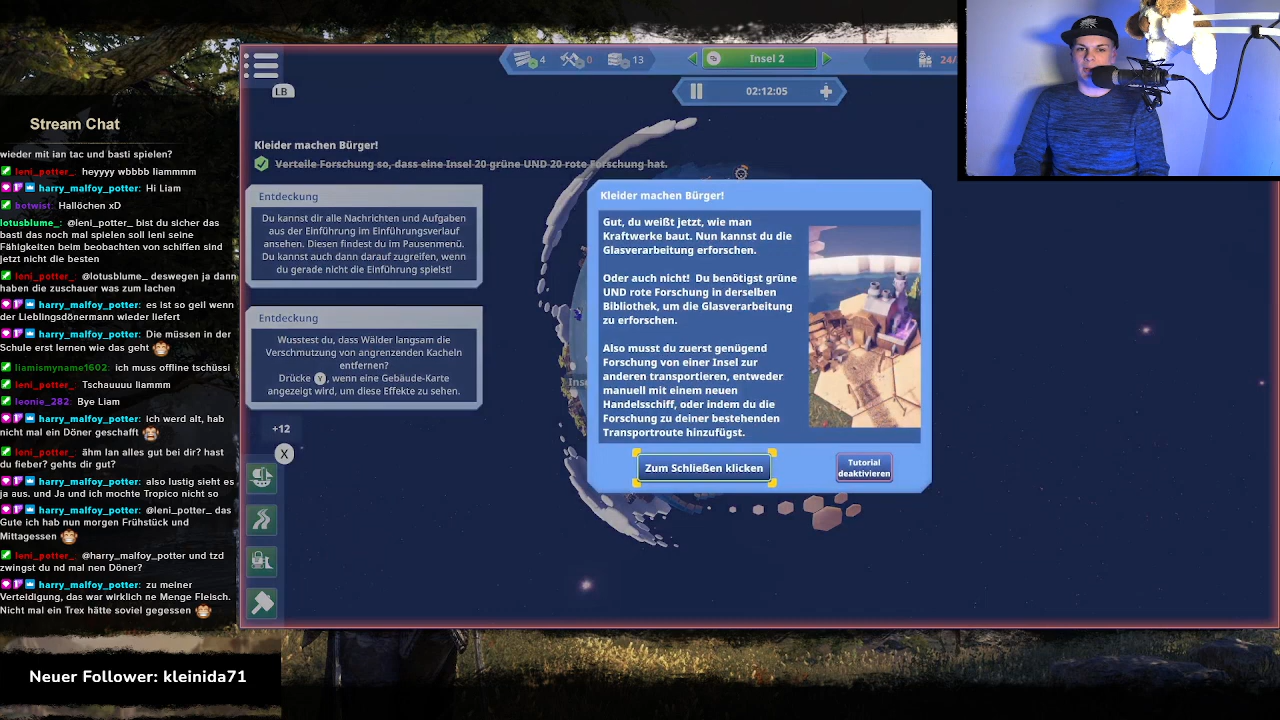 4
0
13
Insel 2
24/
LB
02:12:05
Stream Chat
wieder mit ian tac und basti spielen?
leni_potter_: heyyyy wbbbb liammmm
harry_malfoy_potter: Hi Liam
botwist: Hallöchen xD
lotusblume_: @leni_potter_ bist du sicher das
basti das noch mal spielen soll leni seine
Fähigkeiten beim beobachten von schiffen sind
jetzt nicht die besten
leni_potter_: @lotusblume_ deswegen ja dann
haben die zuschauer was zum lachen
harry_malfoy_potter: es ist so geil wenn
der Lieblingsdönermann wieder liefert
harry_malfoy_potter: Die müssen in der
Schule erst lernen wie das geht
liamismyname1602: ich muss offline tschüssi
leni_potter_: Tschauuuu liammm
leonie_282: Bye Liam
harry_malfoy_potter: Ich werd alt, hab
nicht mal ein Döner geschafft
leni_potter_: ähm Ian alles gut bei dir? hast
du fieber? gehts dir gut?
harry_malfoy_potter: also lustig sieht es
ja aus. und Ja und ich mochte Tropico nicht so
harry_malfoy_potter: @leni_potter_ das
Gute ich hab nun morgen Frühstück und
Mittagessen
leni_potter_: @harry_malfoy_potter und tzd
zwingst du nd mal nen Döner?
harry_malfoy_potter: zu meiner
Verteidigung, das war wirklich ne Menge Fleisch.
Nicht mal ein Trex hätte soviel gegessen
Neuer Follower: kleinida71
Kleider machen Bürger!
Verteile Forschung so, dass eine Insel 20 grüne UND 20 rote Forschung hat.
Entdeckung
Du kannst dir alle Nachrichten und Aufgaben
aus der Einführung im Einführungsverlauf
ansehen. Diesen findest du im Pausenmenü.
Du kannst auch dann darauf zugreifen, wenn
du gerade nicht die Einführung spielst!
Entdeckung
Wusstest du, dass Wälder langsam die
Verschmutzung von angrenzenden Kacheln
entfernen?
Drücke Y, wenn eine Gebäude-Karte
angezeigt wird, um diese Effekte zu sehen.
+12
X
Inse
Kleider machen Bürger!
Gut, du weißt jetzt, wie man
Kraftwerke baut. Nun kannst du die
Glasverarbeitung erforschen.
Oder auch nicht! Du benötigst grüne
UND rote Forschung in derselben
Bibliothek, um die Glasverarbeitung
zu erforschen.
Also musst du zuerst genügend
Forschung von einer Insel zur
anderen transportieren, entweder
manuell mit einem neuen
Handelsschiff, oder indem du die
Forschung zu deiner bestehenden
Transportroute hinzufügst.
Zum Schließen klicken
Tutorial
deaktivieren